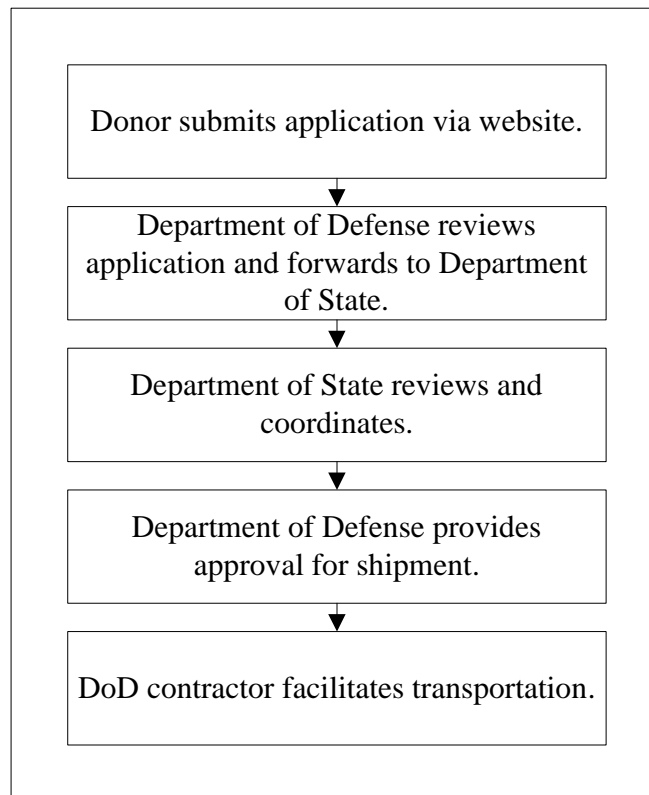 Donor submits application via website.
Department of Defense reviews
application and forwards to Department
of State.
Department of State reviews and
coordinates.
Department of Defense provides
approval for shipment.
DoD contractor facilitates transportation.